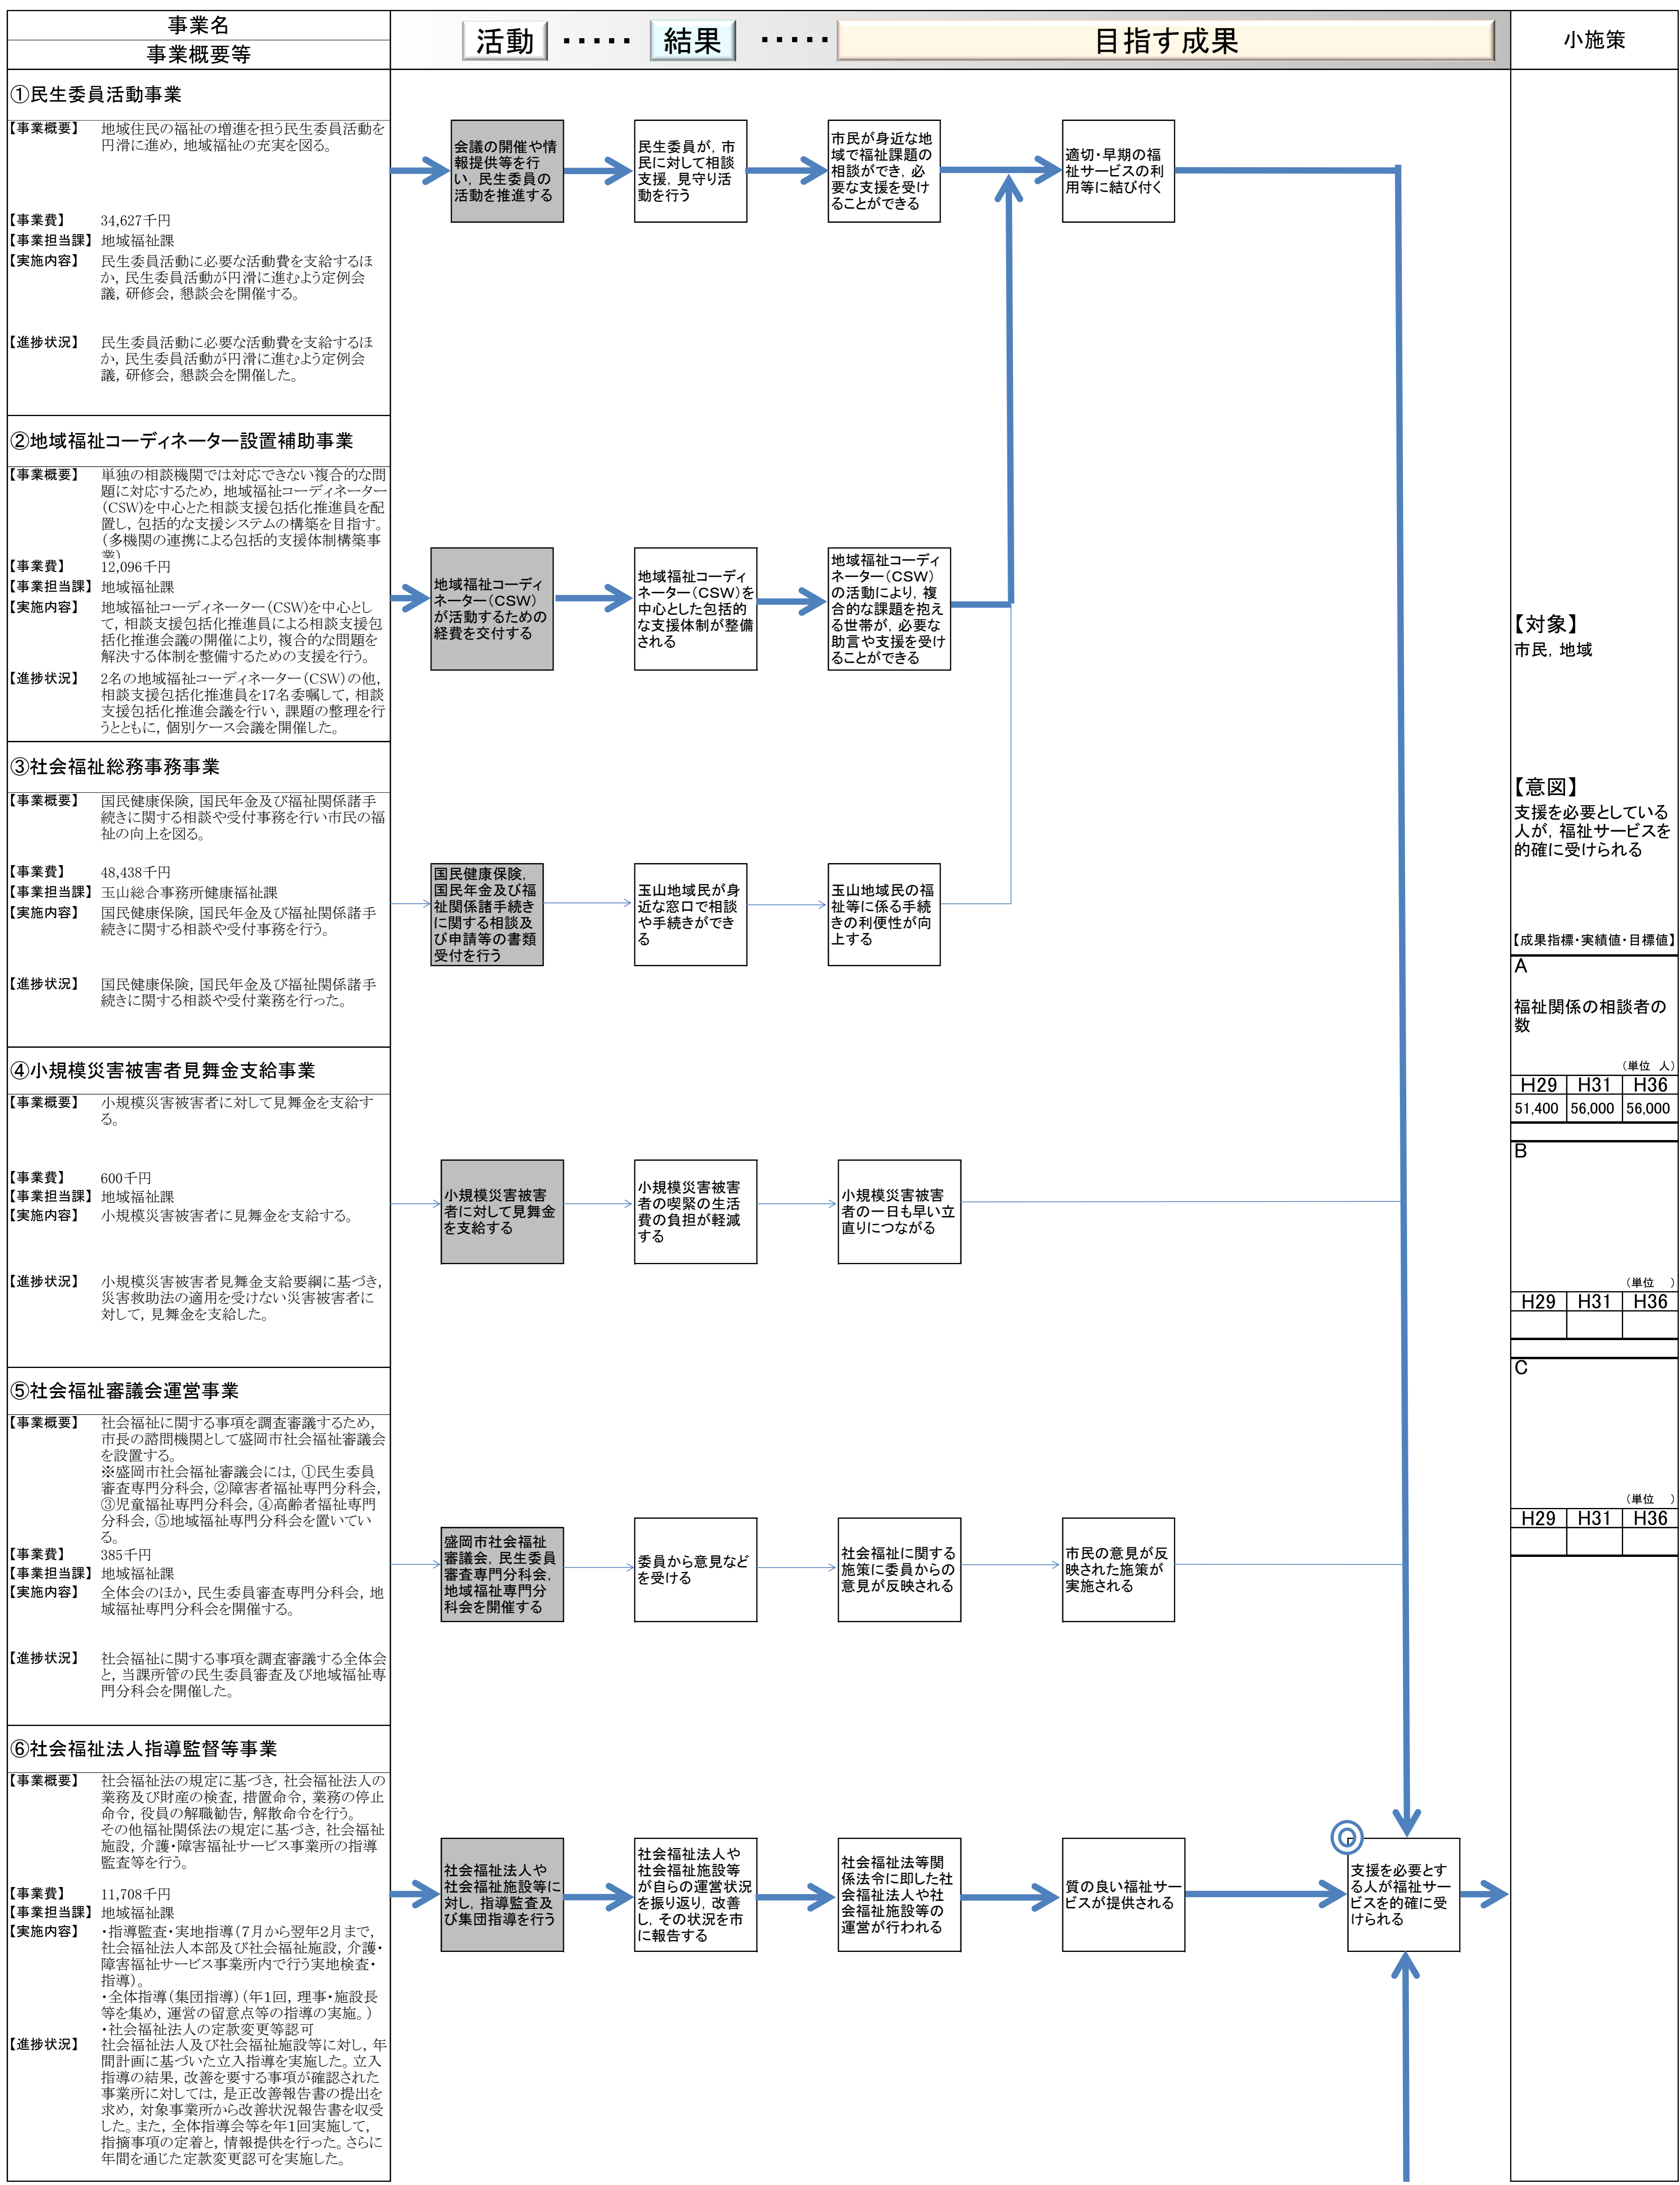 事業名
事業概要等
活動 ・・・・・ 結果 ・・・・・ 目指す成果
小施策
①民生委員活動事業
【事業概要】 地域住民の福祉の増進を担う民生委員活動を
円滑に進め，地域福祉の充実を図る。
【事業費】 34,627千円
【事業担当課】 地域福祉課
【実施内容】 民生委員活動に必要な活動費を支給するほ
か，民生委員活動が円滑に進むよう定例会
議，研修会，懇談会を開催する。
【進捗状況】 民生委員活動に必要な活動費を支給するほ
か，民生委員活動が円滑に進むよう定例会
議，研修会，懇談会を開催した。
会議の開催や情
報提供等を行
い，民生委員の
活動を推進する
民生委員が，市
民に対して相談
支援，見守り活
動を行う
市民が身近な地
域で福祉課題の
相談ができ，必
要な支援を受け
ることができる
適切・早期の福
祉サービスの利
用等に結び付く
②地域福祉コーディネーター設置補助事業
【事業概要】 単独の相談機関では対応できない複合的な問
題に対応するため，地域福祉コーディネーター
（CSW)を中心とた相談支援包括化推進員を配
置し，包括的な支援システムの構築を目指す。
（多機関の連携による包括的支援体制構築事
業）
【事業費】 12,096千円
【事業担当課】 地域福祉課
【実施内容】 地域福祉コーディネーター（CSW)を中心とし
て，相談支援包括化推進員による相談支援包
括化推進会議の開催により，複合的な問題を
解決する体制を整備するための支援を行う。
【進捗状況】 2名の地域福祉コーディネーター（CSW）の他，
相談支援包括化推進員を17名委嘱して，相談
支援包括化推進会議を行い，課題の整理を行
うとともに，個別ケース会議を開催した。
地域福祉コーディ
ネーター（CSW）
が活動するための
経費を交付する
地域福祉コーディ
ネーター（CSW）を
中心とした包括的
な支援体制が整備
される
地域福祉コーディ
ネーター（CSW）
の活動により，複
合的な課題を抱え
る世帯が，必要な
助言や支援を受け
ることができる
③社会福祉総務事務事業
【事業概要】 国民健康保険，国民年金及び福祉関係諸手
続きに関する相談や受付事務を行い市民の福
祉の向上を図る。
【事業費】 48,438千円
【事業担当課】 玉山総合事務所健康福祉課
【実施内容】 国民健康保険，国民年金及び福祉関係諸手
続きに関する相談や受付事務を行う。
【進捗状況】 国民健康保険，国民年金及び福祉関係諸手
続きに関する相談や受付業務を行った。
国民健康保険，
国民年金及び福
祉関係諸手続き
に関する相談及
び申請等の書類
受付を行う
玉山地域民が身
近な窓口で相談
や手続きができ
る
玉山地域民の福
祉等に係る手続
きの利便性が向
上する
④小規模災害被害者見舞金支給事業
【事業概要】 小規模災害被害者に対して見舞金を支給す
る。
【事業費】 600千円
【事業担当課】 地域福祉課
【実施内容】 小規模災害被害者に見舞金を支給する。
【進捗状況】 小規模災害被害者見舞金支給要綱に基づき，
災害救助法の適用を受けない災害被害者に
対して，見舞金を支給した。
小規模災害被害
者に対して見舞金
を支給する
小規模災害被害
者の喫緊の生活
費の負担が軽減
する
小規模災害被害
者の一日も早い立
直りにつながる
⑤社会福祉審議会運営事業
【事業概要】 社会福祉に関する事項を調査審議するため，
市長の諮問機関として盛岡市社会福祉審議会
を設置する。
※盛岡市社会福祉審議会には，①民生委員
審査専門分科会，②障害者福祉専門分科会，
③児童福祉専門分科会，④高齢者福祉専門
分科会，⑤地域福祉専門分科会を置いてい
る。
【事業費】 385千円
【事業担当課】 地域福祉課
【実施内容】 全体会のほか，民生委員審査専門分科会，地
域福祉専門分科会を開催する。
【進捗状況】 社会福祉に関する事項を調査審議する全体会
と，当課所管の民生委員審査及び地域福祉専
門分科会を開催した。
盛岡市社会福祉
審議会，民生委員
審査専門分科会，
地域福祉専門分
科会を開催する
委員から意見など
を受ける
社会福祉に関する
施策に委員からの
意見が反映される
市民の意見が反
映された施策が
実施される
⑥社会福祉法人指導監督等事業
【事業概要】 社会福祉法の規定に基づき，社会福祉法人の
業務及び財産の検査，措置命令，業務の停止
命令，役員の解職勧告，解散命令を行う。
その他福祉関係法の規定に基づき，社会福祉
施設，介護・障害福祉サービス事業所の指導
監査等を行う。
【事業費】 11,708千円
【事業担当課】 地域福祉課
【実施内容】 ・指導監査・実地指導（７月から翌年２月まで，
社会福祉法人本部及び社会福祉施設，介護・
障害福祉サービス事業所内で行う実地検査・
指導）。
・全体指導（集団指導）（年1回，理事・施設長
等を集め，運営の留意点等の指導の実施。）
・社会福祉法人の定款変更等認可
【進捗状況】 社会福祉法人及び社会福祉施設等に対し，年
間計画に基づいた立入指導を実施した。立入
指導の結果，改善を要する事項が確認された
事業所に対しては，是正改善報告書の提出を
求め，対象事業所から改善状況報告書を収受
した。また，全体指導会等を年１回実施して，
指摘事項の定着と，情報提供を行った。さらに
年間を通じた定款変更認可を実施した。
社会福祉法人や
社会福祉施設等に
対し，指導監査及
び集団指導を行う
社会福祉法人や
社会福祉施設等
が自らの運営状況
を振り返り，改善
し，その状況を市
に報告する
社会福祉法等関
係法令に即した社
会福祉法人や社
会福祉施設等の
運営が行われる
質の良い福祉サー
ビスが提供される
◎
支援を必要とす
る人が福祉サー
ビスを的確に受
けられる
【対象】
市民，地域
【意図】
支援を必要としている
人が，福祉サービスを
的確に受けられる
【成果指標・実績値・目標値】
A
福祉関係の相談者の
数
（単位 人）
H29 H31 H36
51,400 56,000 56,000
B
（単位 ）
H29 H31 H36
C
（単位 ）
H29 H31 H36